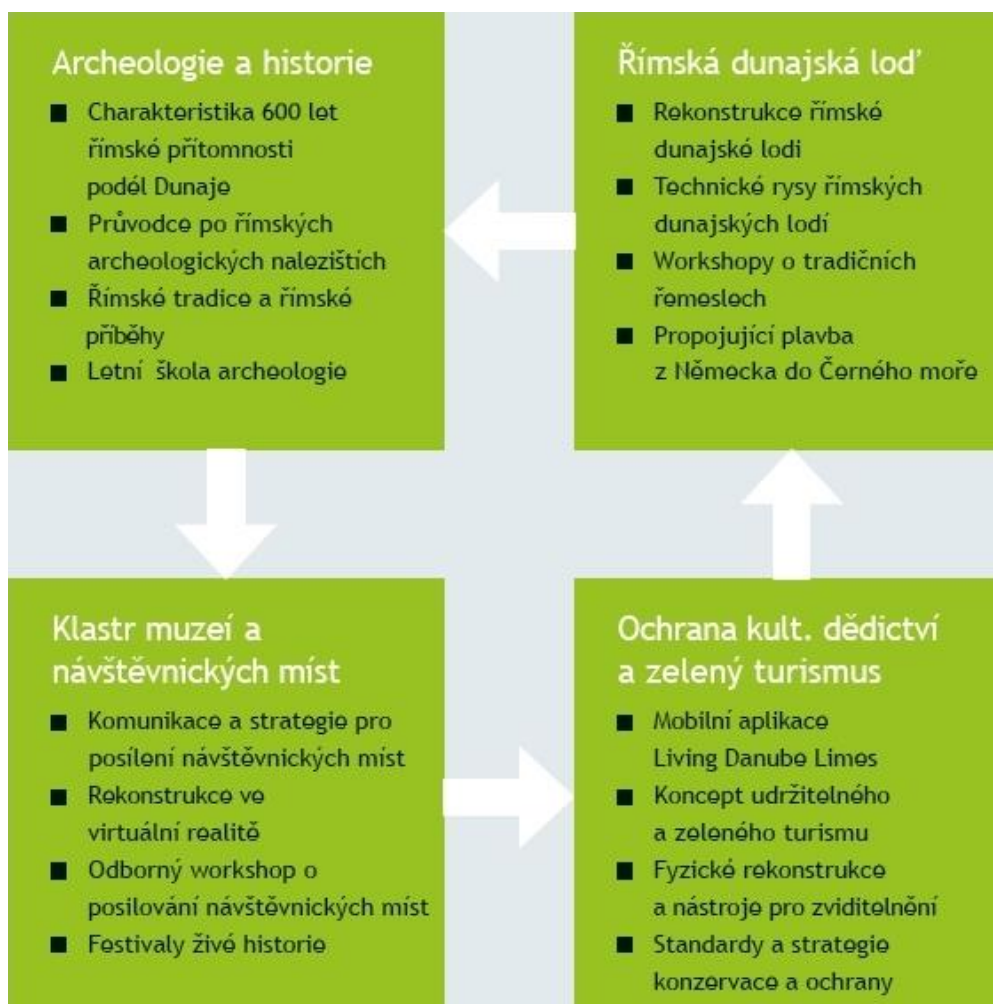 Archeologie a historie
■ Charakteristika 600 let
římské přítomnosti
podél Dunaje
■ Průvodce po římských
archeologických nalezištích
■ Římské tradice a římské
příběhy
■ Letní škola archeologie
Římská dunajská loď
■ Rekonstrukce římské
dunajské lodi
■ Technické rysy římských
dunajských lodí
■ Workshopy o tradičních
řemeslech
■ Propojující plavba
z Německa do Černého moře
Klastr muzeí a
návštěvnických míst
■ Komunikace a strategie pro
posílení návštěvnických míst
■ Rekonstrukce ve
virtuální realitě
■ Odborný workshop o
posilování návštěvnických míst
■ Festivaly živé historie
Ochrana kult. dědictví
a zelený turismus
■ Mobilní aplikace
Living Danube Limes
■ Koncept udržitelného
a zeleného turismu
■ Fyzické rekonstrukce
a nástroje pro zviditelnění
■ Standardy a strategie
konzervace a ochrany